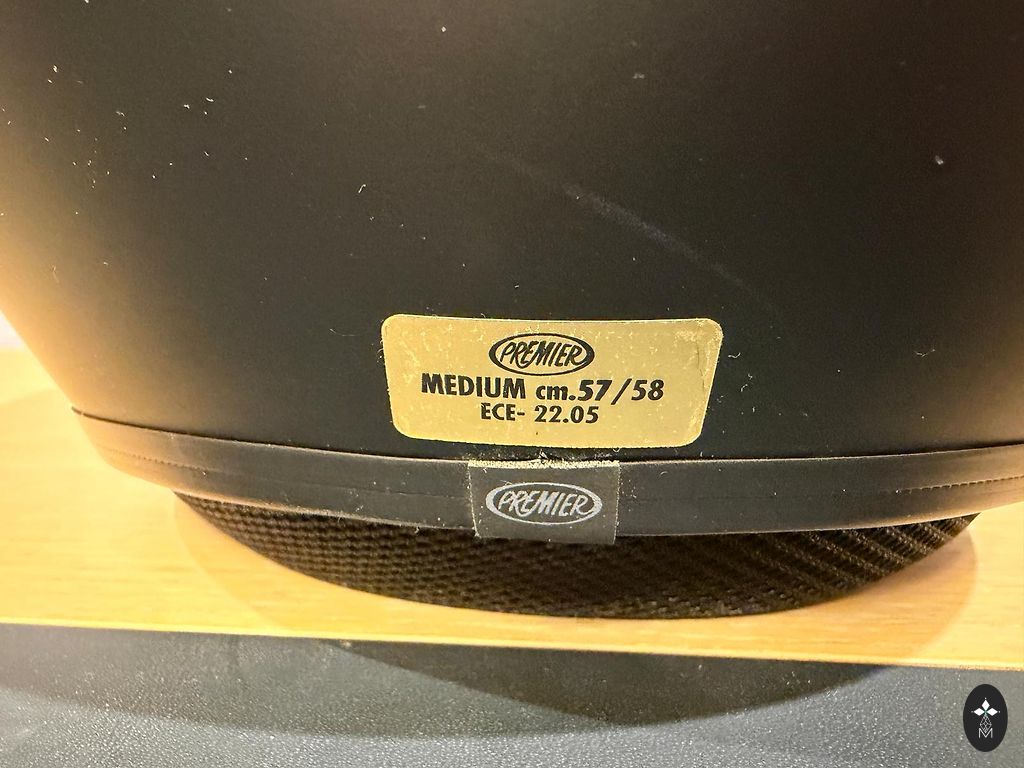 PREMIER
MEDIUM cm.57/58
ECE- 22.05
PREMIER
M